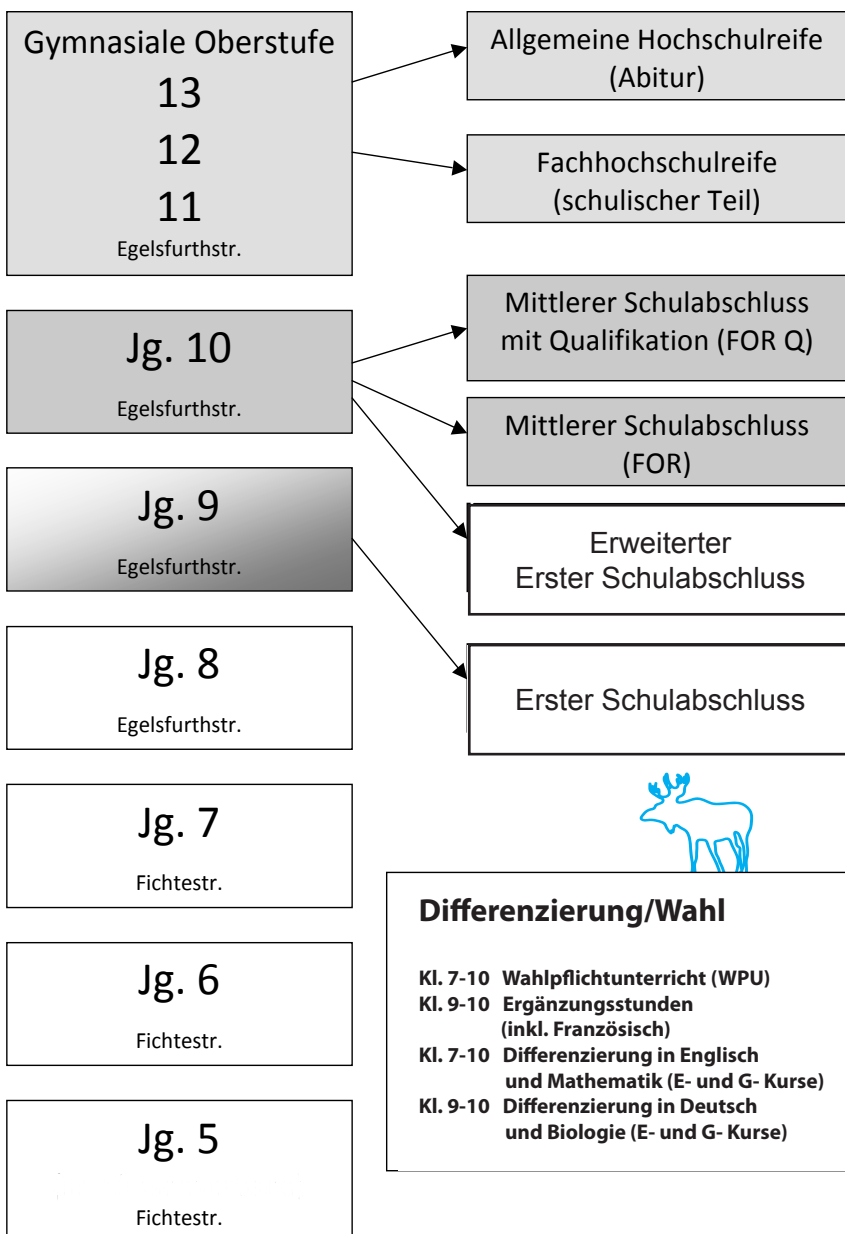 Gymnasiale Oberstufe
13
12
11
Egelsfurthstr.
Allgemeine Hochschulreife
(Abitur)
Fachhochschulreife
(schulischer Teil)
Jg. 10
Egelsfurthstr.
Mittlerer Schulabschluss
mit Qualifikation (FOR Q)
Mittlerer Schulabschluss
(FOR)
Jg. 9
Egelsfurthstr.
Erweiterter
Erster Schulabschluss
Jg. 8
Egelsfurthstr.
Erster Schulabschluss
Jg. 7
Fichtestr.
Jg. 6
Fichtestr.
Jg. 5
Fichtestr.
Differenzierung/Wahl
Kl. 7-10 Wahlpflichtunterricht (WPU)
Kl. 9-10 Ergänzungsstunden
(inkl. Französisch)
Kl. 7-10 Differenzierung in Englisch
und Mathematik (E- und G- Kurse)
Kl. 9-10 Differenzierung in Deutsch
und Biologie (E- und G- Kurse)